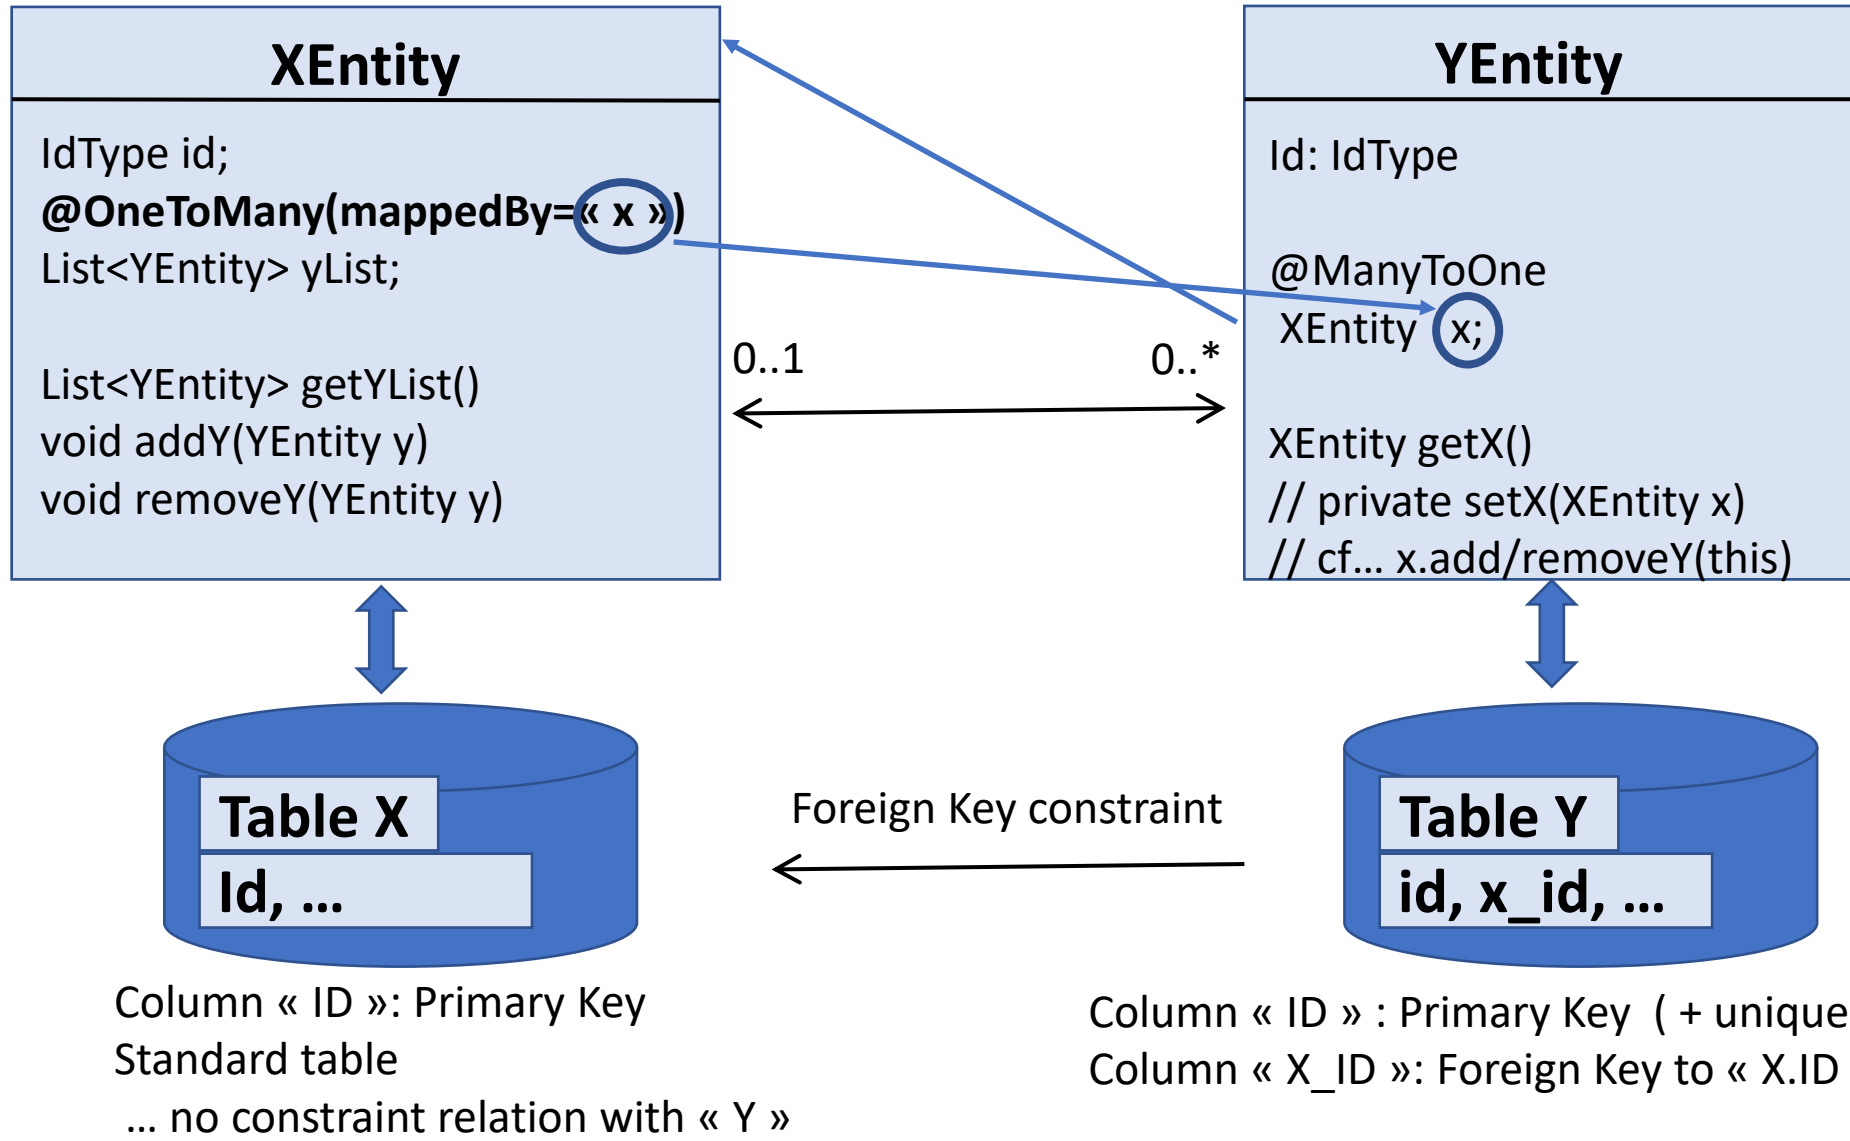 XEntity
IdType id;
@OneToMany(mappedBy=« x »)
List<YEntity> yList;
List<YEntity> getYList()
void addY(YEntity y)
void removeY(YEntity y)
0..1
0..*
YEntity
Id: IdType
@ManyToOne
XEntity x;
XEntity getX()
// private setX(XEntity x)
// cf… x.add/removeY(this)
Table X
Id, …
Foreign Key constraint
Table Y
id, x_id, …
Column « ID »: Primary Key
Standard table
… no constraint relation with « Y »
Column « ID » : Primary Key ( + unique
Column « X_ID »: Foreign Key to « X.ID